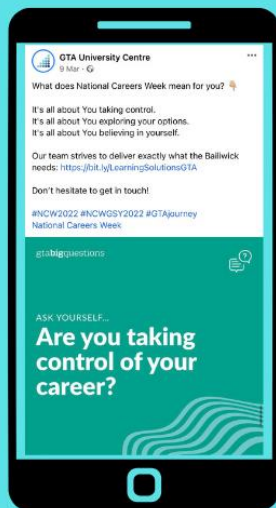 GTA University Centre
9 Mar ·
What does National Careers Week mean for you? 👇🏼
It's all about You taking control.
It's all about You exploring your options.
It's all about You believing in yourself.
Our team strives to deliver exactly what the Bailiwick
needs: https://bit.ly/LearningSolutionsGTA
Don't hesitate to get in touch!
#NCW2022 #NCWGSY2022 #GTAjourney
National Careers Week
gtabigquestions
ASK YOURSELF...
Are you taking
control of your
career?